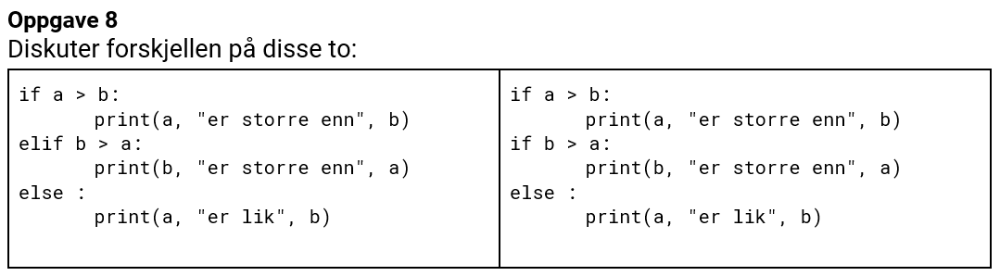 Oppgave 8
Diskuter forskjellen på disse to:
if a > b:
        print(a, "er storre enn", b)
elif b > a:
        print(b, "er storre enn", a)
else :
        print(a, "er lik", b)
if a > b:
        print(a, "er storre enn", b)
if b > a:
        print(b, "er storre enn", a)
else :
        print(a, "er lik", b)